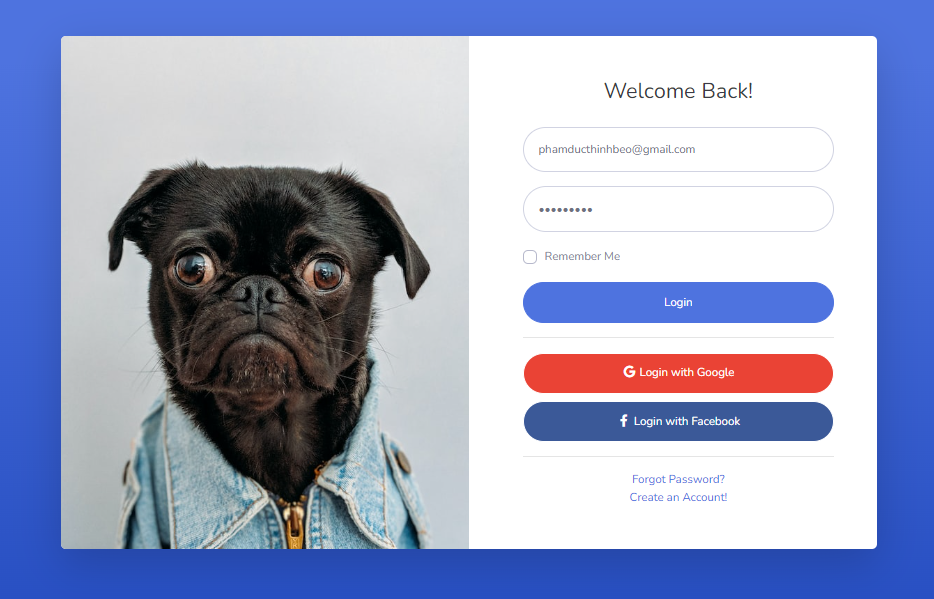 Welcome Back!
phamducthinhbeo@gmail.com
•••••••••
Remember Me
Login
Login with Google
Login with Facebook
Forgot Password?
Create an Account!